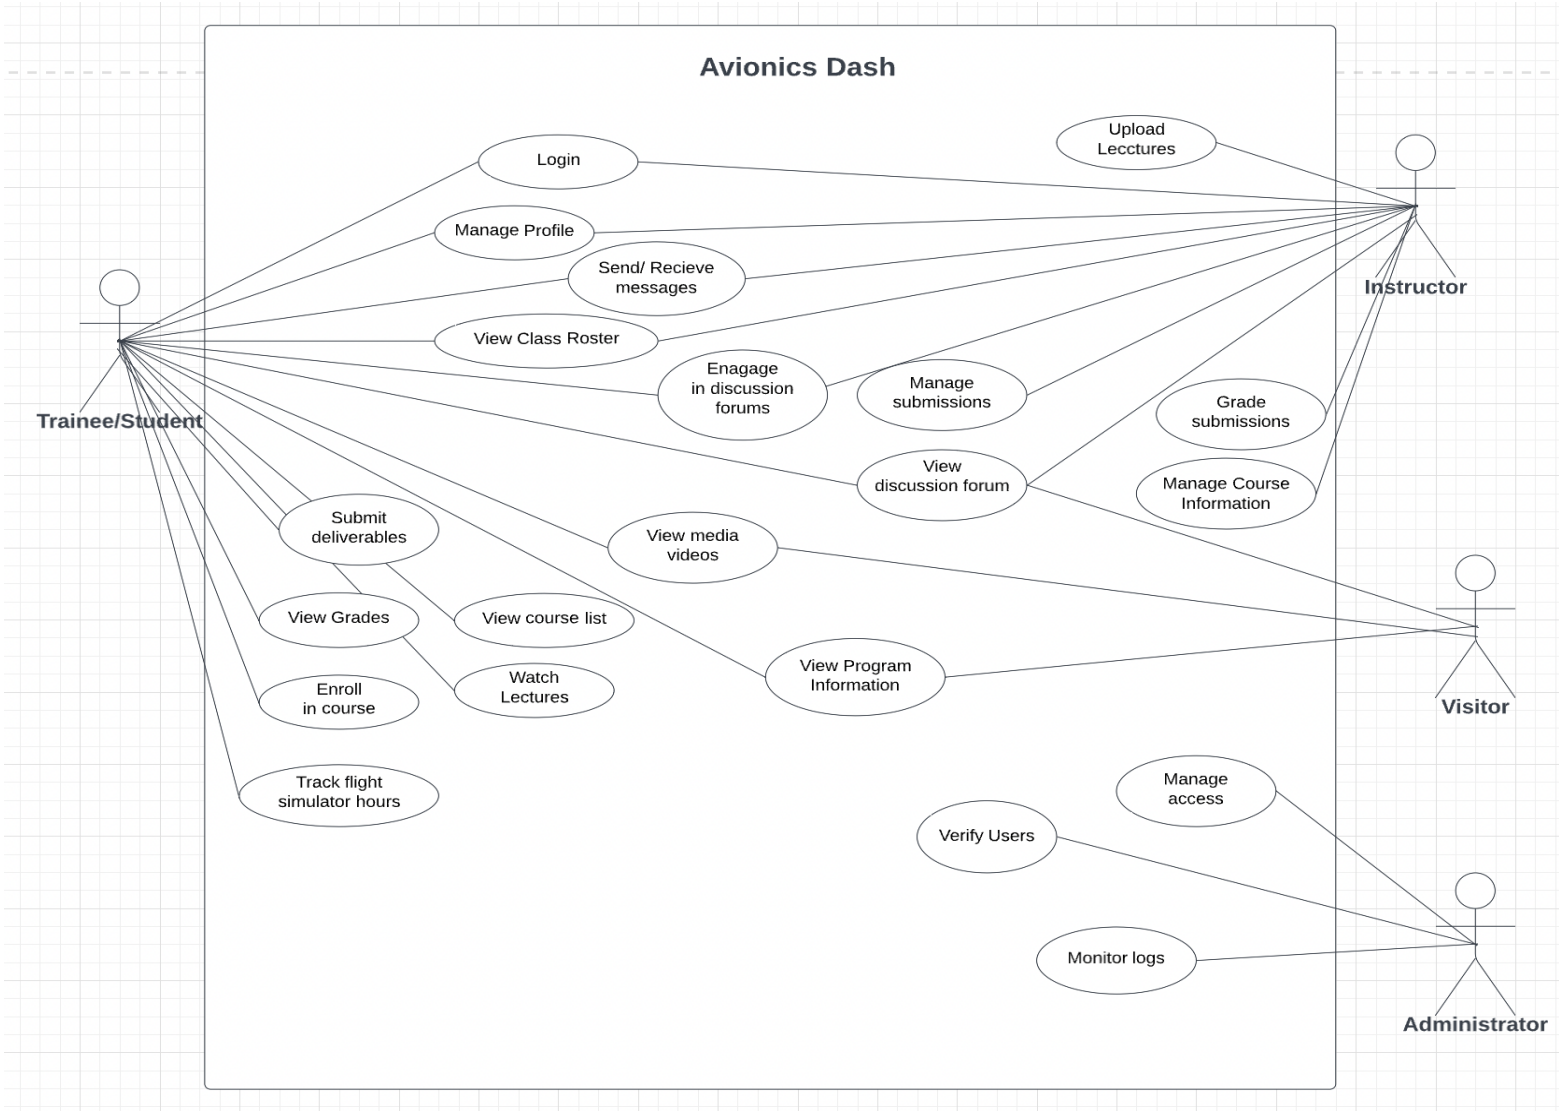 Avionics Dash
Upload
Lecctures
Login
Manage Profile
Send/ Recieve
messages
Instructor
View Class Roster
Enagage
in discussion
forums
Manage
submissions
Grade
submissions
Trainee/Student
View
discussion forum
Manage Course
Information
Submit
deliverables
View media
videos
View Grades
View course list
View Program
Information
Watch
Lectures
Enroll
in course
Visitor
Track flight
simulator hours
Manage
access
Verify Users
Monitor logs
Administrator